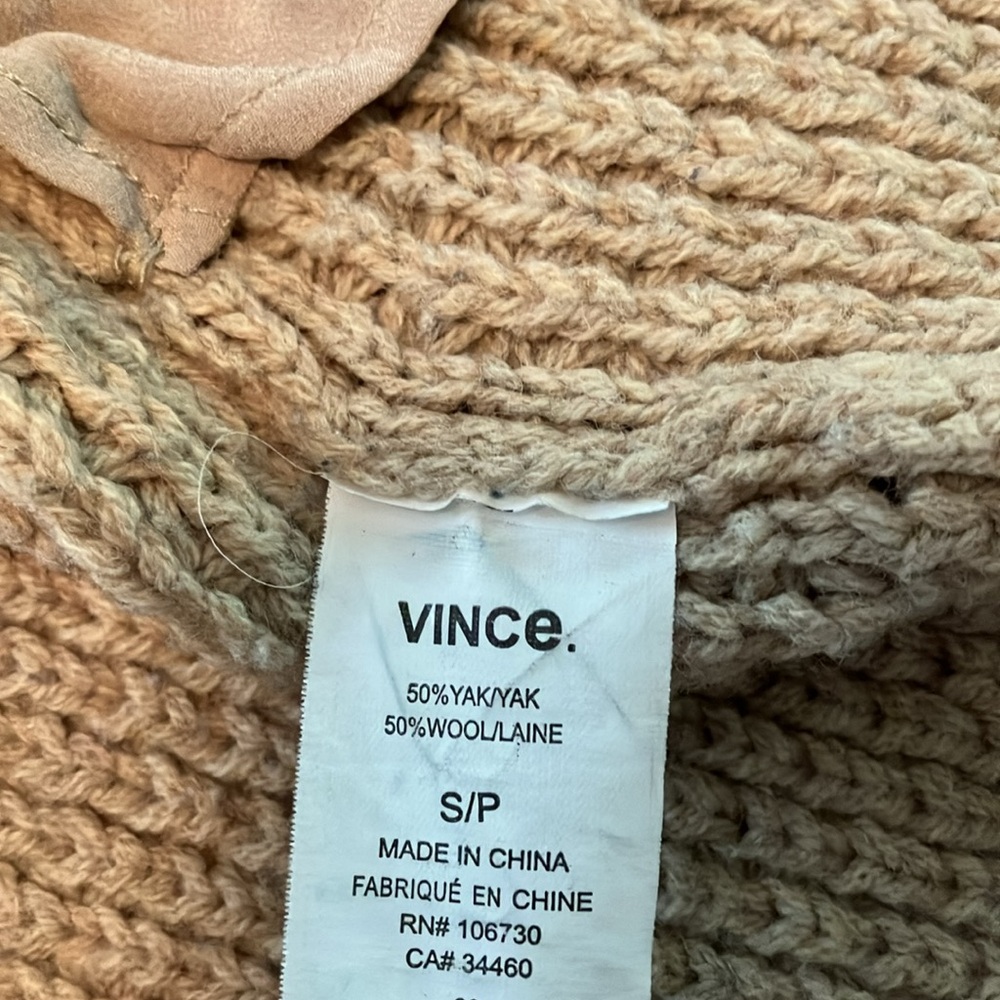 VINCe.
50%YAK/YAK
50%WOOL/LAINE
S/P
MADE IN CHINA
FABRIQUÉ EN CHINE
RN# 106730
CA# 34460